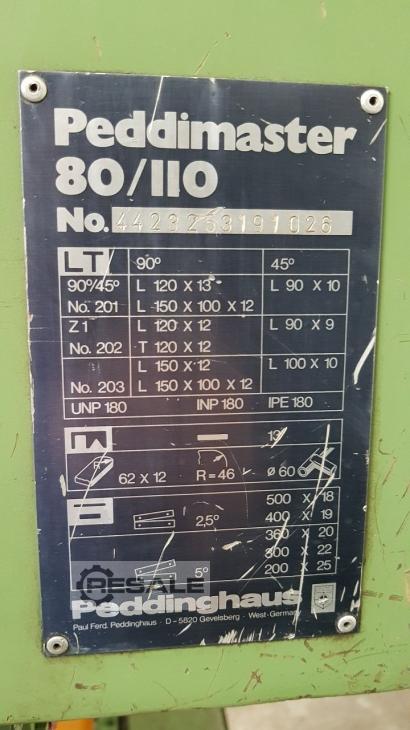 Peddimaster
80/110
No. 4423253191026
LT 90° 45°
90°/45° L 120 X 13 L 90 X 10
No. 201 L 150 X 100 X 12
Z1 L 120 X 12 L 90 X 9
No. 202 T 120 X 12
L 150 X 12 L 100 X 10
No. 203 L 150 X 100 X 12
UNP 180 INP 180 IPE 180
13
62 X 12 R=46 ø 60
500 X 18
2,5° 400 X 19
360 X 20
300 X 22
5° 200 X 25
RESALE
Peddinghaus
Paul Ferd. Peddinghaus · D-5820 Gevelsberg · West-Germany